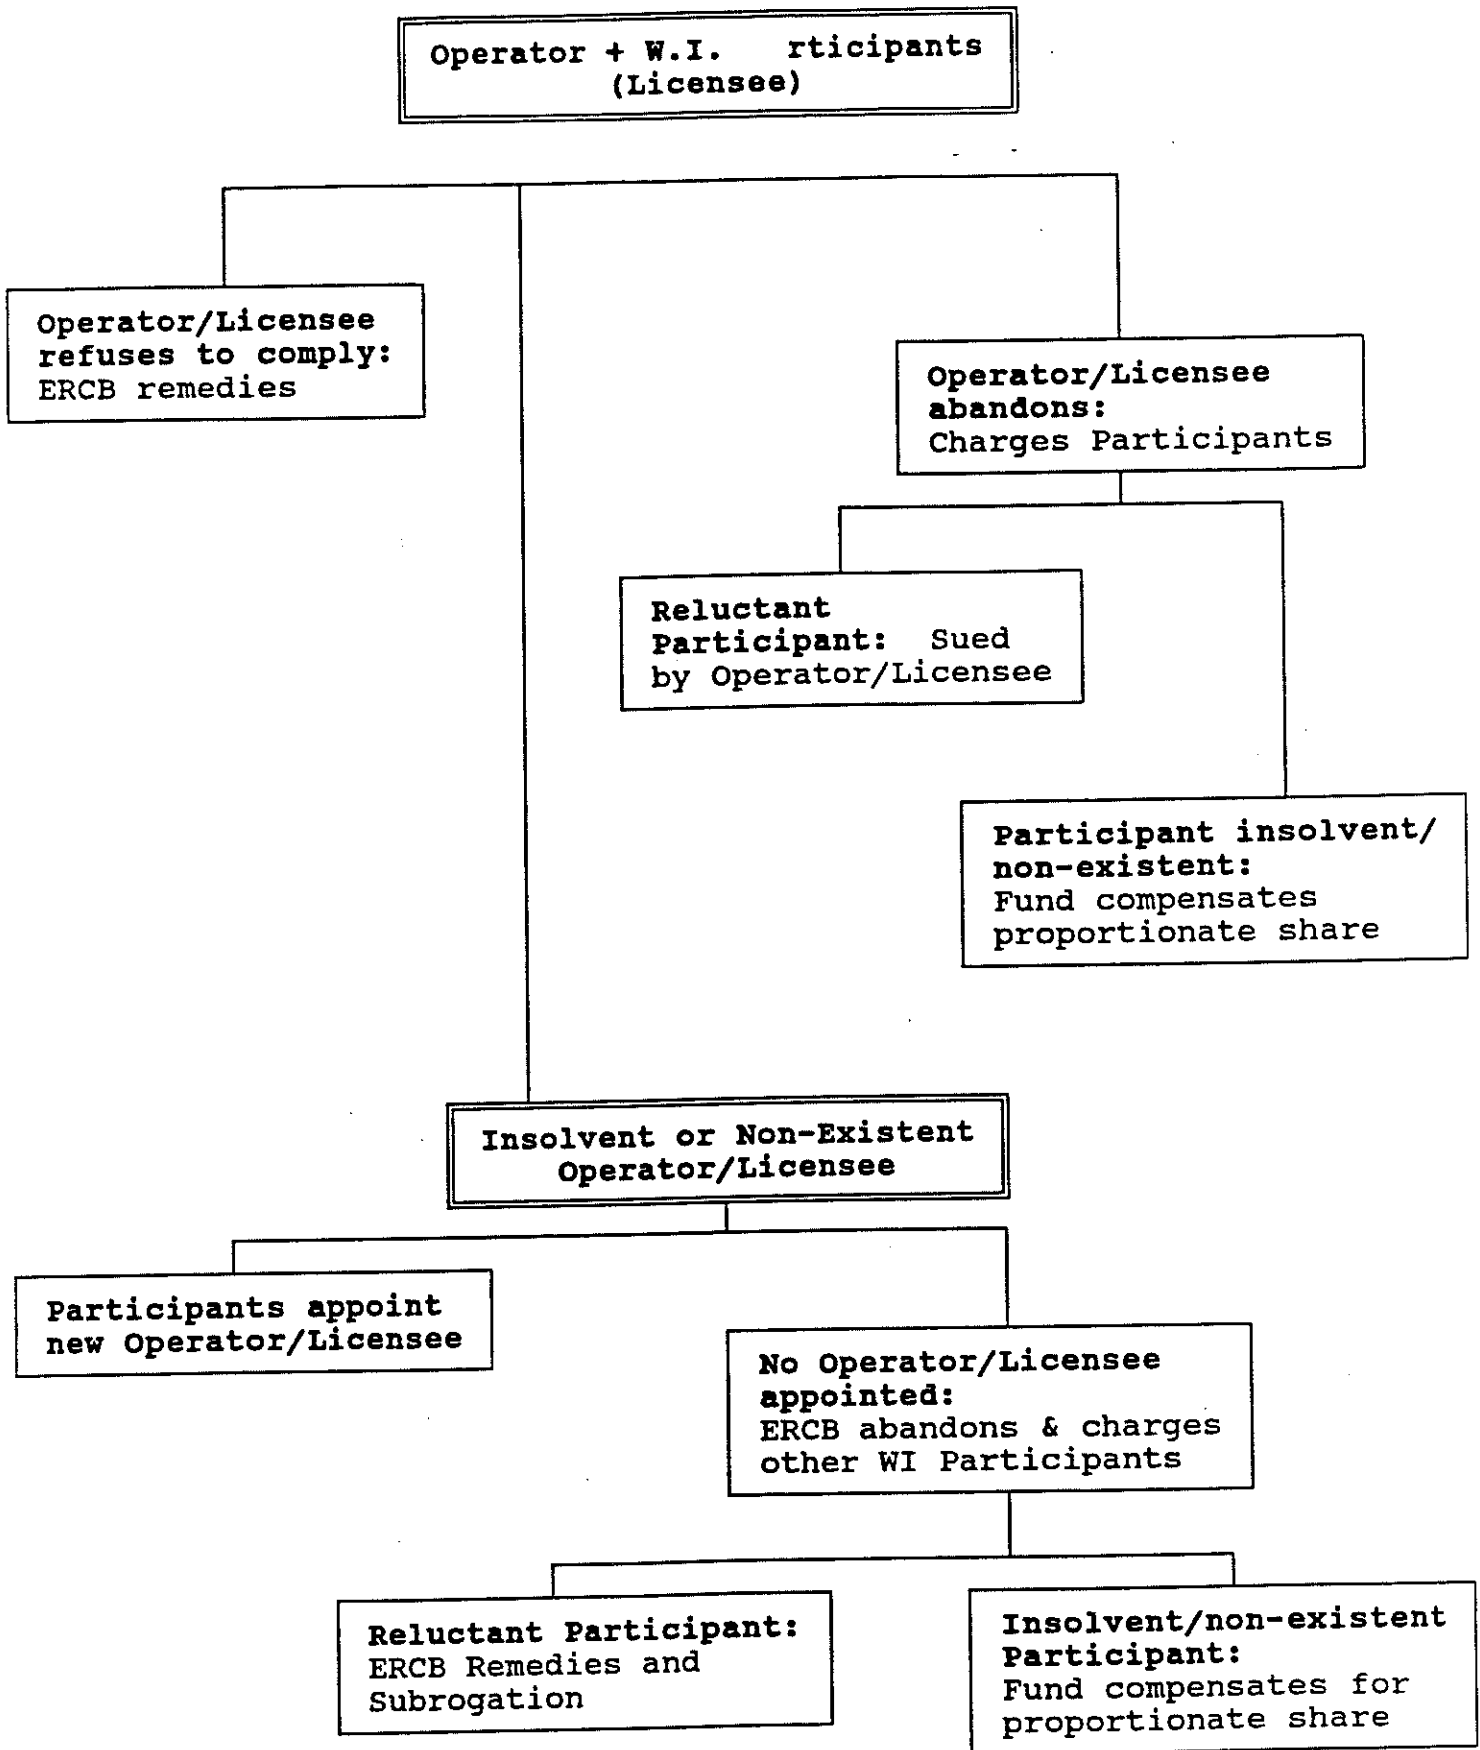 Operator + W.I. rticipants
(Licensee)
Operator/Licensee
refuses to comply:
ERCB remedies
Operator/Licensee
abandons:
Charges Participants
Reluctant
Participant: Sued
by Operator/Licensee
Participant insolvent/
non-existent:
Fund compensates
proportionate share
Insolvent or Non-Existent
Operator/Licensee
Participants appoint
new Operator/Licensee
No Operator/Licensee
appointed:
ERCB abandons & charges
other WI Participants
Reluctant Participant:
ERCB Remedies and
Subrogation
Insolvent/non-existent
Participant:
Fund compensates for
proportionate share